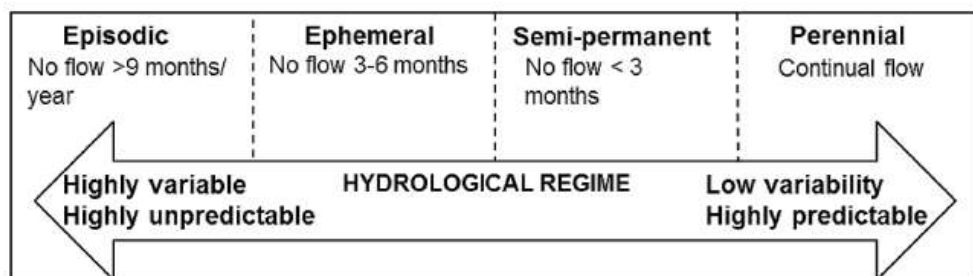 Episodic
No flow >9 months/
year
Ephemeral
No flow 3-6 months
Semi-permanent
No flow < 3
months
Perennial
Continual flow
Highly variable
Highly unpredictable
HYDROLOGICAL REGIME
Low variability
Highly predictable